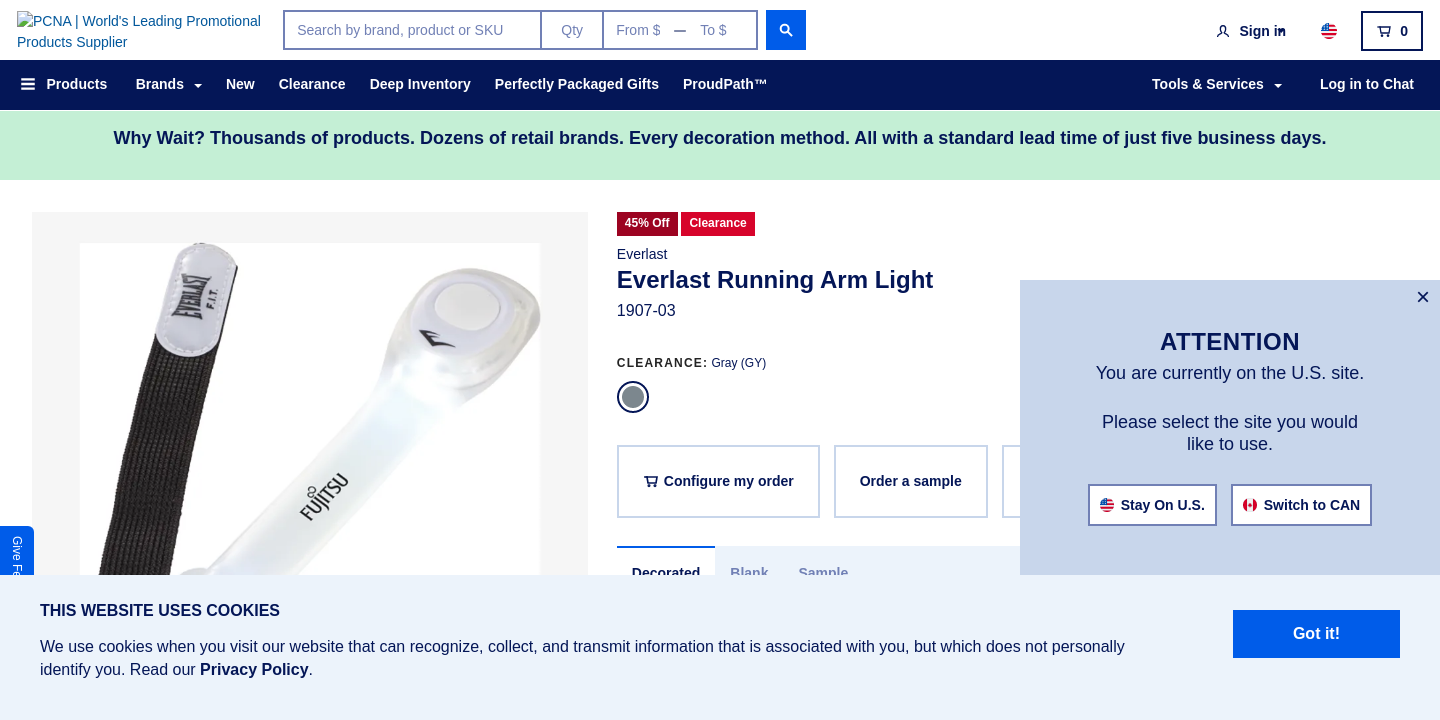 PCNA | World's Leading Promotional
Products Supplier
Search by brand, product or SKU
Qty
From $
To $
Sign in
0
Products
Brands
New
Clearance
Deep Inventory
Perfectly Packaged Gifts
ProudPath™
Tools & Services
Log in to Chat
Why Wait? Thousands of products. Dozens of retail brands. Every decoration method. All with a standard lead time of just five business days.
EVERLAST
F.I.T.
FUJITSU
45% Off
Clearance
Everlast
Everlast Running Arm Light
1907-03
CLEARANCE: Gray (GY)
Configure my order
Order a sample
Decorated
Blank
Sample
ATTENTION
You are currently on the U.S. site.
Please select the site you would
like to use.
Stay On U.S.
Switch to CAN
Give
THIS WEBSITE USES COOKIES
We use cookies when you visit our website that can recognize, collect, and transmit information that is associated with you, but which does not personally
identify you. Read our Privacy Policy.
Got it!